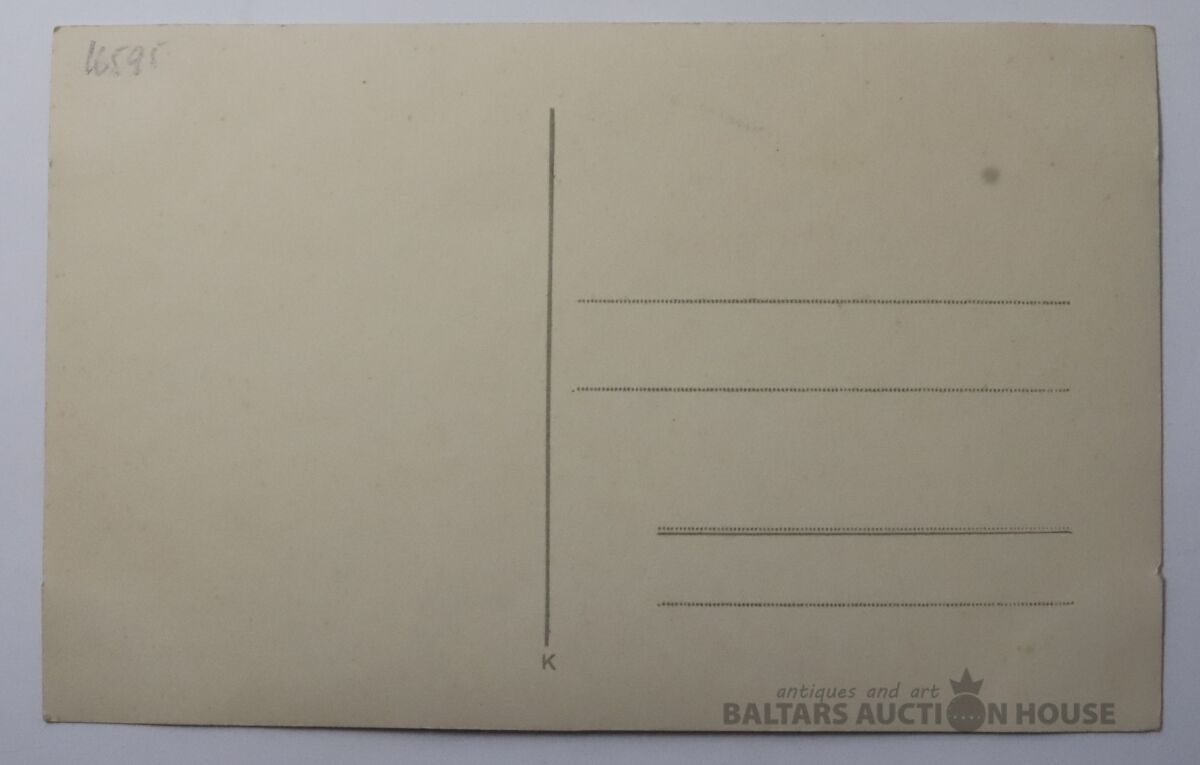 16595
K
antiques and art
BALTARS AUCTION HOUSE